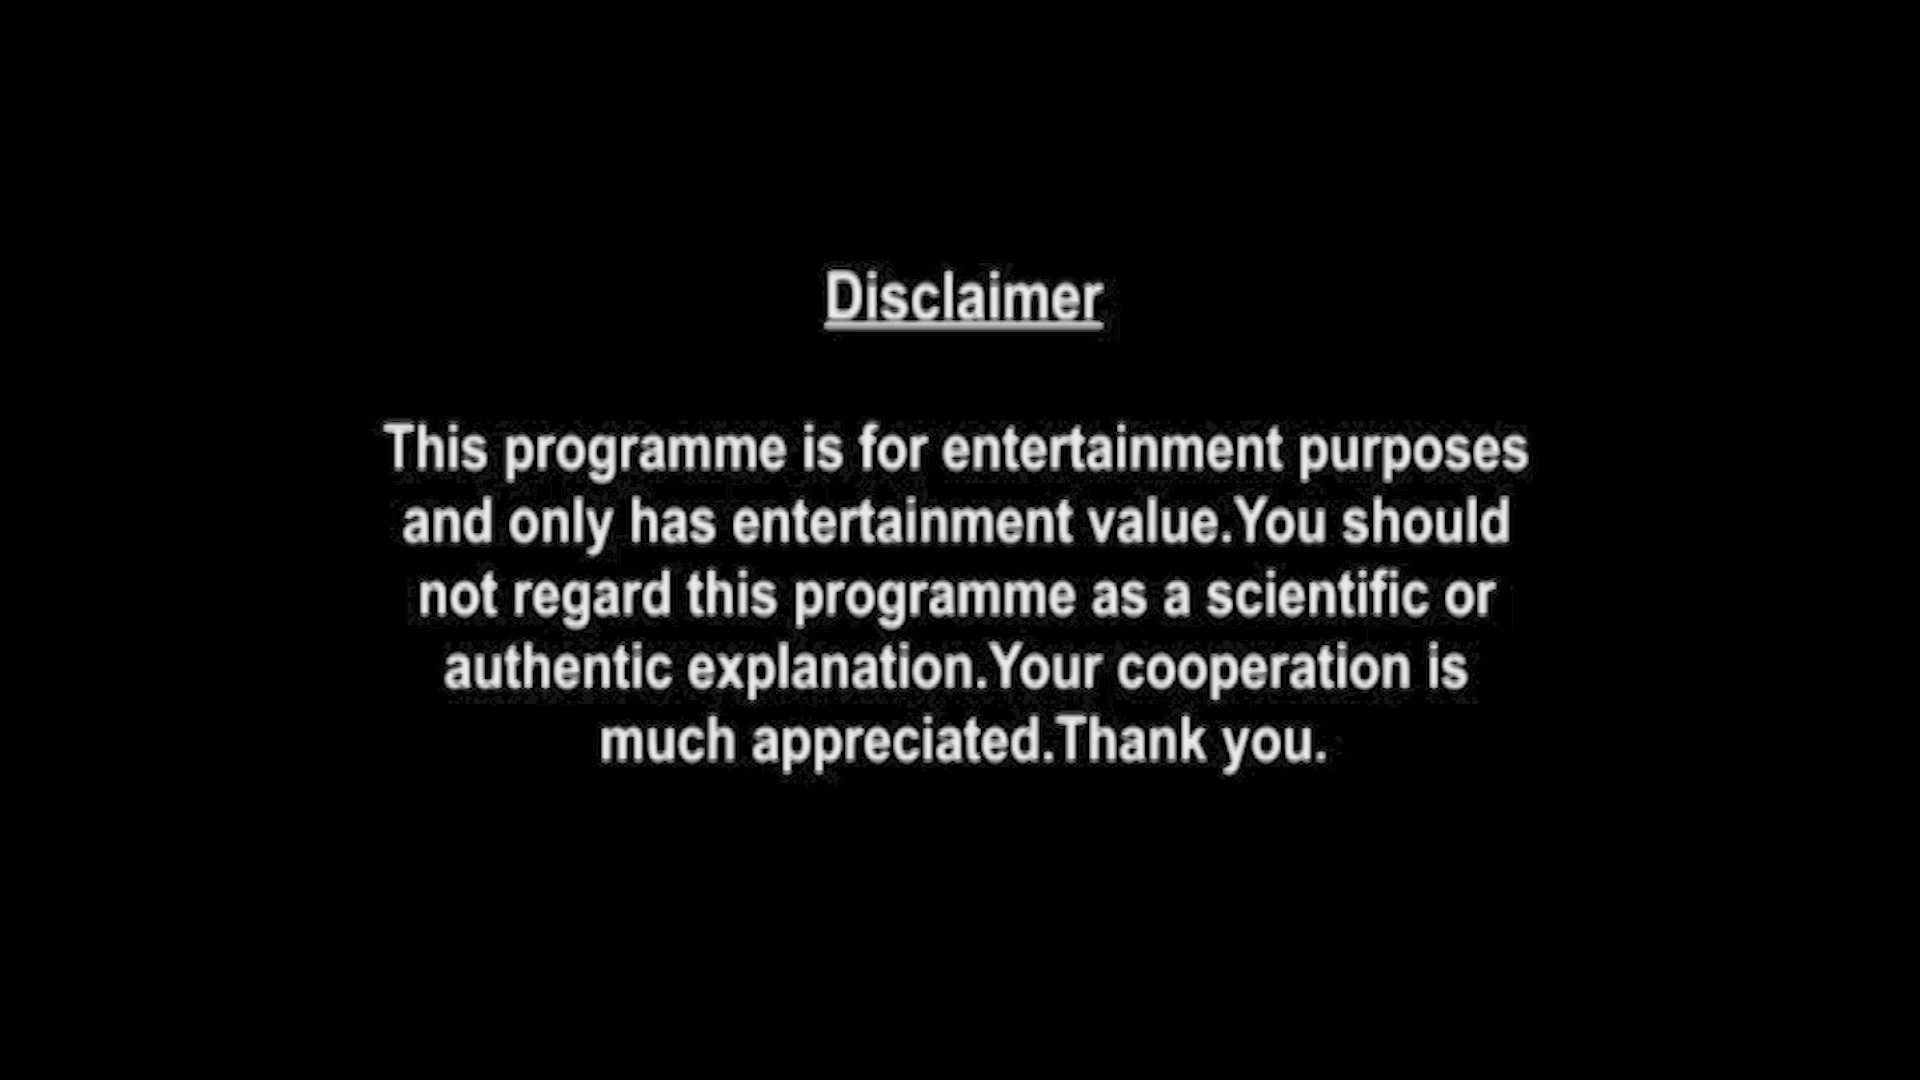 Disclaimer
This programme is for entertainment purposes
and only has entertainment value.You should
not regard this programme as a scientific or
authentic explanation.Your cooperation is
much appreciated.Thank you.